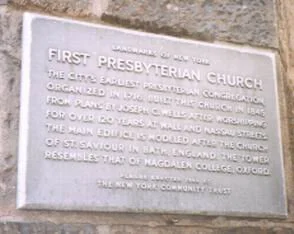 LANDMARKS OF NEW YORK
FIRST PRESBYTERIAN CHURCH
THE CITY'S EARLIEST PRESBYTERIAN CONGREGATION,
ORGANIZED IN 1716, BUILT THIS CHURCH IN 1846
FROM PLANS BY JOSEPH C. WELLS AFTER WORSHIPPING
FOR OVER 120 YEARS AT WALL AND NASSAU STREETS.
THE MAIN EDIFICE IS MODELED AFTER THE CHURCH
OF ST. SAVIOUR IN BATH, ENGLAND. THE TOWER
RESEMBLES THAT OF MAGDALEN COLLEGE, OXFORD.
PLAQUE ERECTED
THE NEW YORK COMMUNITY TRUST